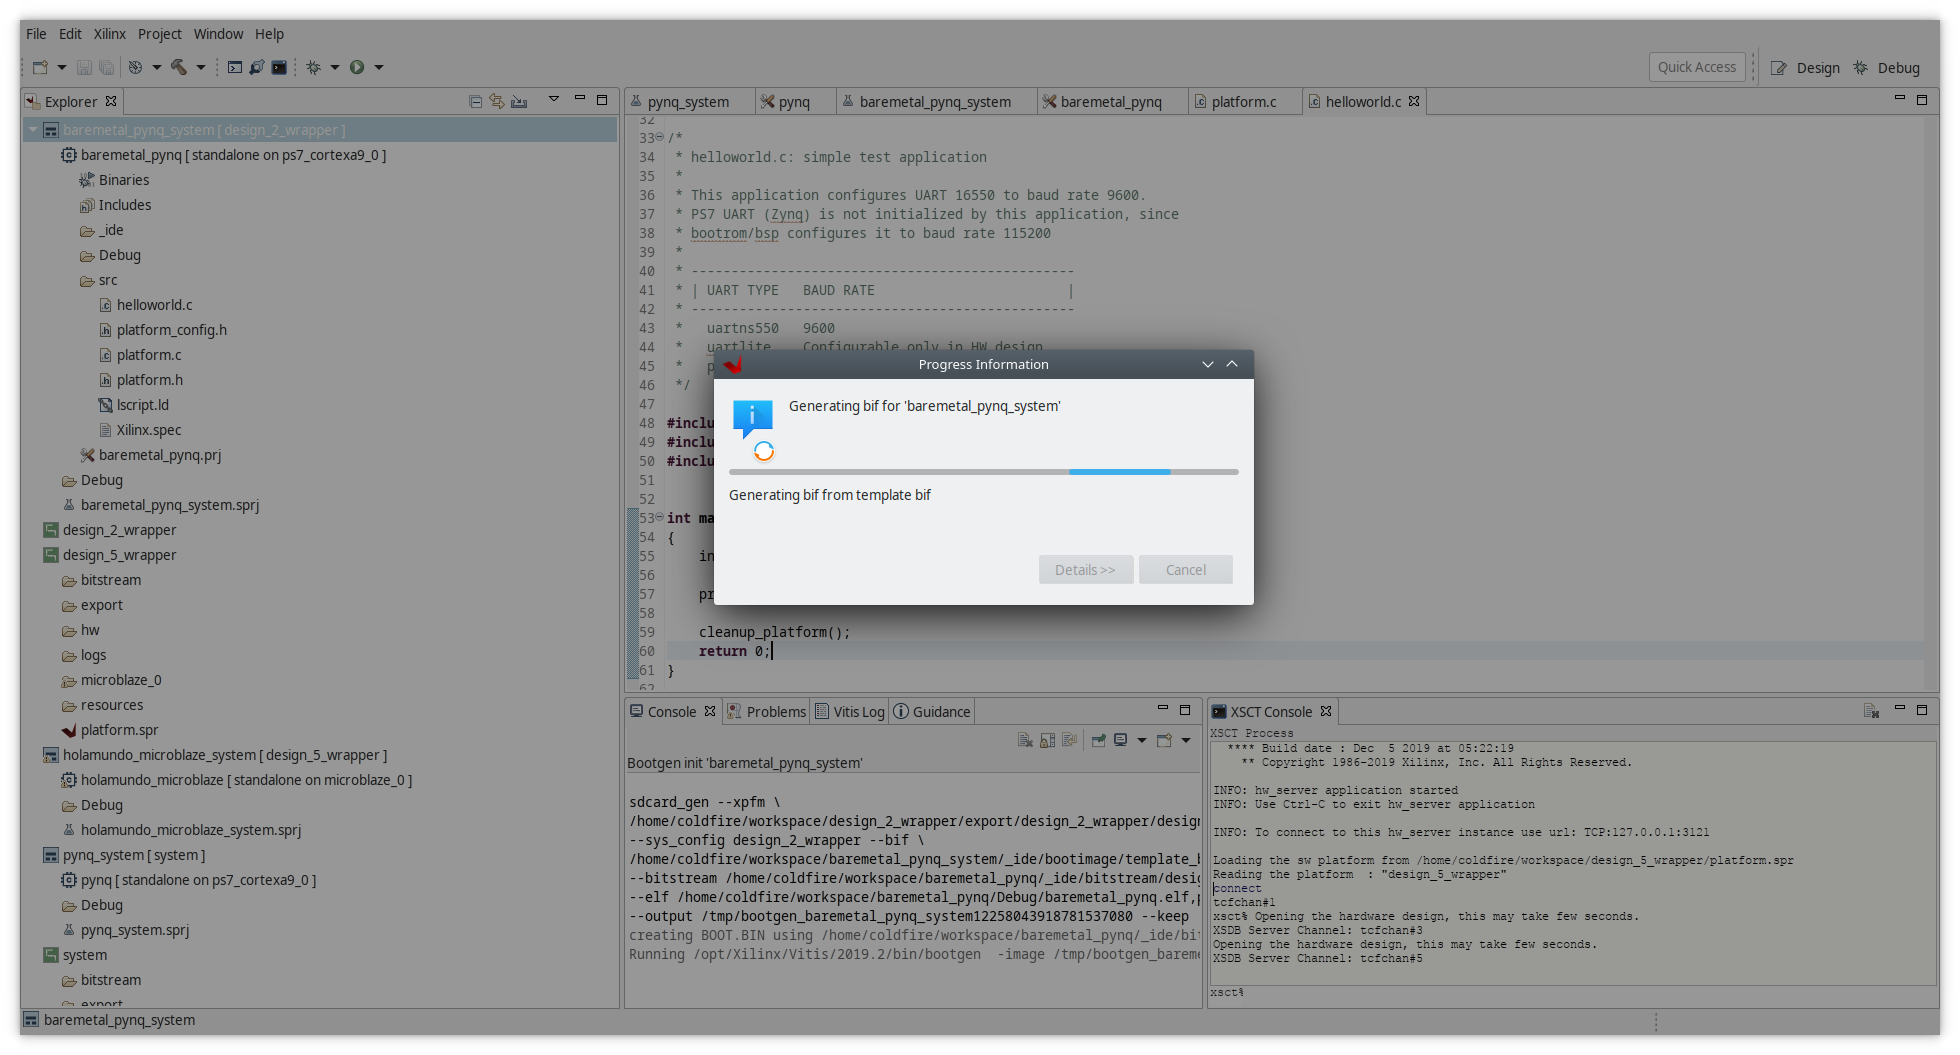 File Edit Xilinx Project Window Help
Quick Access Design Debug
Explorer
baremetal_pynq_system [ design_2_wrapper ]
baremetal_pynq [ standalone on ps7_cortexa9_0 ]
Binaries
Includes
_ide
Debug
src
helloworld.c
platform_config.h
platform.c
platform.h
lscript.ld
Xilinx.spec
baremetal_pynq.prj
Debug
baremetal_pynq_system.sprj
design_2_wrapper
design_5_wrapper
bitstream
export
hw
logs
microblaze_0
resources
platform.spr
holamundo_microblaze_system [ design_5_wrapper ]
holamundo_microblaze [ standalone on microblaze_0 ]
Debug
holamundo_microblaze_system.sprj
pynq_system [ system ]
pynq [ standalone on ps7_cortexa9_0 ]
Debug
pynq_system.sprj
system
bitstream
export
baremetal_pynq_system
pynq_system pynq baremetal_pynq_system baremetal_pynq platform.c helloworld.c
32
33 /*
34 * helloworld.c: simple test application
35 *
36 * This application configures UART 16550 to baud rate 9600.
37 * PS7 UART (Zynq) is not initialized by this application, since
38 * bootrom/bsp configures it to baud rate 115200
39 *
40 * ------------------------------------------------
41 * | UART TYPE   BAUD RATE                        |
42 * ------------------------------------------------
43 *   uartns550   9600
44 *   uartlite    Configurable only in HW design
45 *   p
46 */
47
48 #inclu
49 #inclu
50 #inclu
51
52
53 int ma
54 {
55     in
56
57     pr
58
59     cleanup_platform();
60     return 0;
61 }
62
Progress Information
Generating bif for 'baremetal_pynq_system'
Generating bif from template bif
Details >> Cancel
Console Problems Vitis Log Guidance
Bootgen init 'baremetal_pynq_system'
sdcard_gen --xpfm \
/home/coldfire/workspace/design_2_wrapper/export/design_2_wrapper/design
--sys_config design_2_wrapper --bif \
/home/coldfire/workspace/baremetal_pynq_system/_ide/bootimage/template_b
--bitstream /home/coldfire/workspace/baremetal_pynq/_ide/bitstream/desig
--elf /home/coldfire/workspace/baremetal_pynq/Debug/baremetal_pynq.elf,p
--output /tmp/bootgen_baremetal_pynq_system12258043918781537080 --keep
creating BOOT.BIN using /home/coldfire/workspace/baremetal_pynq/_ide/bit
Running /opt/Xilinx/Vitis/2019.2/bin/bootgen  -image /tmp/bootgen_bareme
XSCT Console
XSCT Process
**** Build date : Dec  5 2019 at 05:22:19
** Copyright 1986-2019 Xilinx, Inc. All Rights Reserved.
INFO: hw_server application started
INFO: Use Ctrl-C to exit hw_server application
INFO: To connect to this hw_server instance use url: TCP:127.0.0.1:3121
Loading the sw platform from /home/coldfire/workspace/design_5_wrapper/platform.spr
Reading the platform  : "design_5_wrapper"
connect
tcfchan#1
xsct% Opening the hardware design, this may take few seconds.
XSDB Server Channel: tcfchan#3
Opening the hardware design, this may take few seconds.
XSDB Server Channel: tcfchan#5
xsct%